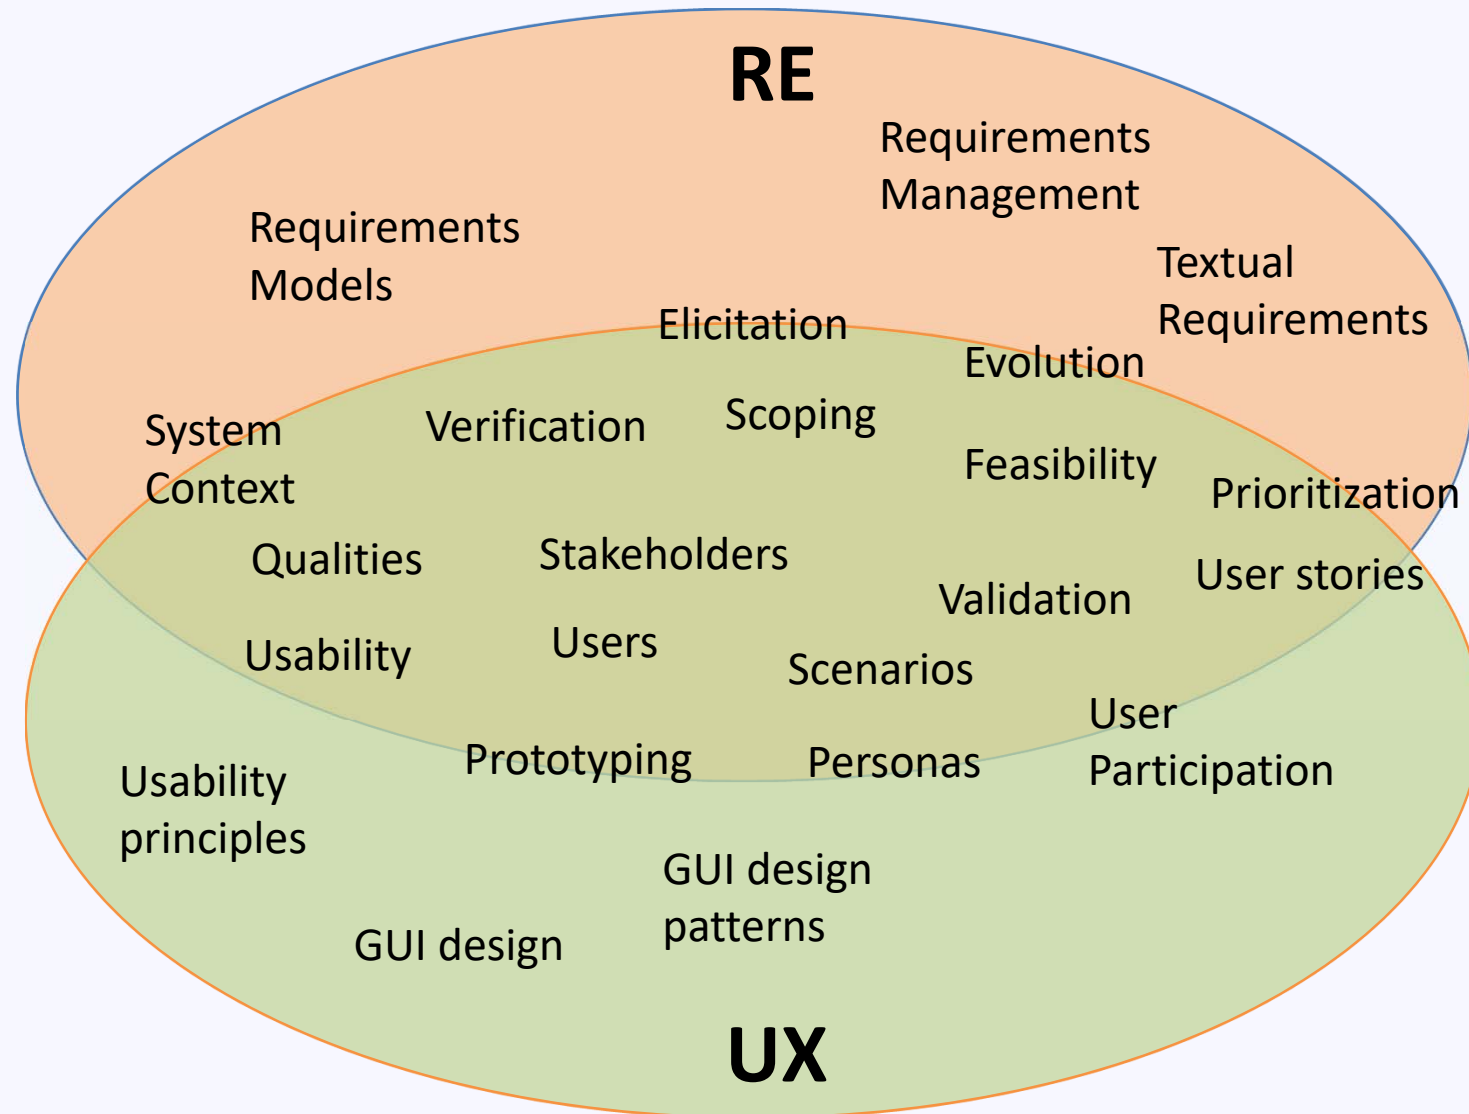 RE
Requirements
Management
Requirements
Models
Textual
Requirements
Elicitation
Evolution
System
Context
Verification
Scoping
Feasibility
Prioritization
Qualities
Stakeholders
Validation
User stories
Usability
Users
Scenarios
User
Participation
Prototyping
Personas
Usability
principles
GUI design
patterns
GUI design
UX